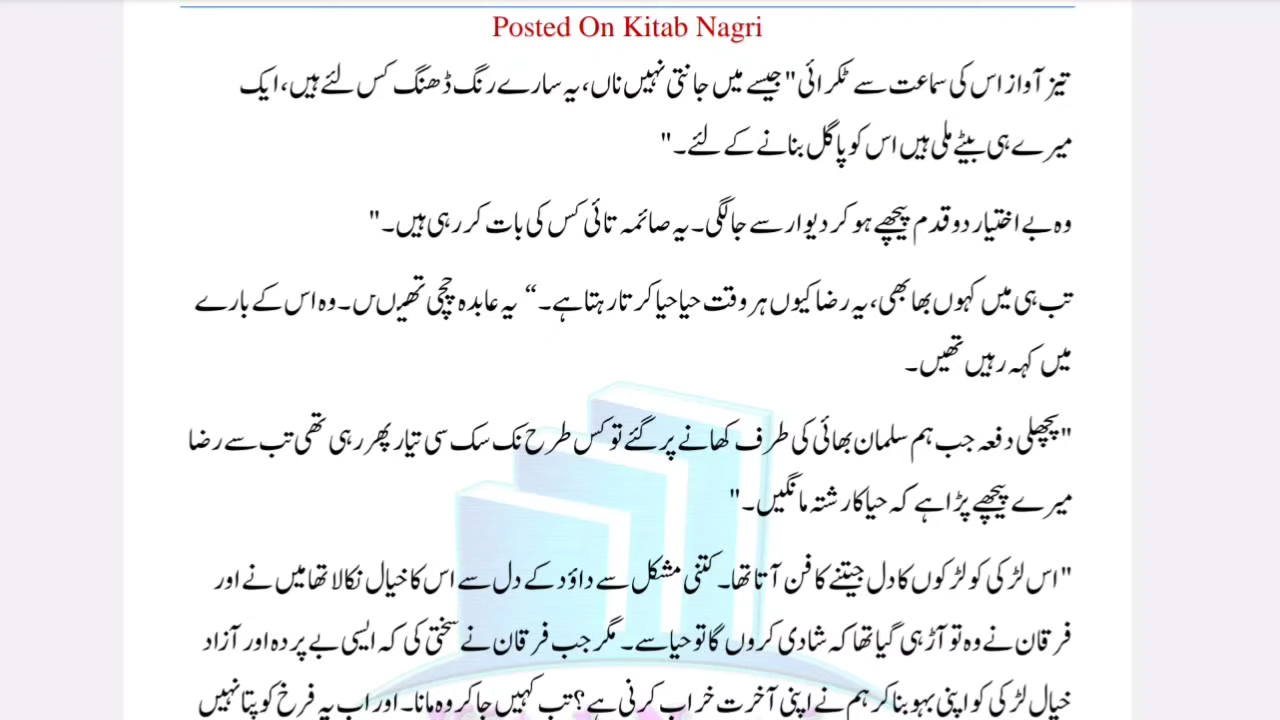 Posted On Kitab Nagri
تیز آواز اس کی سماعت سے ٹکرائی "جیسے میں جانتی نہیں ناں، یہ سارے رنگ ڈھنگ کس لئے ہیں، ایک
میرے ہی بیٹے ملی ہیں اس کو پاگل بنانے کے لئے۔"
وہ بے اختیار دو قدم پیچھے ہو کر دیوار سے جا لگی۔ یہ صائمہ تائی کس کی بات کر رہی ہیں۔"
تب ہی میں کہوں بھابھی، یہ رضا کیوں ہر وقت حیا حیا کرتا رہتا ہے۔“ یہ عابدہ چچی تھیںں۔ وہ اس کے بارے
میں کہہ رہیں تھیں۔
"پچھلی دفعہ جب ہم سلمان بھائی کی طرف کھانے پر گئے تو کس طرح نک سک سی تیار پھر رہی تھی تب سے رضا
میرے پیچھے پڑا ہے کہ حیا کا رشتہ مانگیں۔"
"اس لڑکی کو لڑکوں کا دل جیتنے کا فن آتا تھا۔ کتنی مشکل سے داؤد کے دل سے اس کا خیال نکالا تھا میں نے اور
فرقان نے وہ تو آڑ ہی گیا تھا کہ شادی کروں گا تو حیا سے۔ مگر جب فرقان نے سختی کی کہ ایسی بے پردہ اور آزاد
خیال لڑکی کو اپنی بہو بنا کر ہم نے اپنی آخرت خراب کرنی ہے؟ تب کہیں جا کر وہ مانا۔ اور اب یہ فرخ کو پتا نہیں